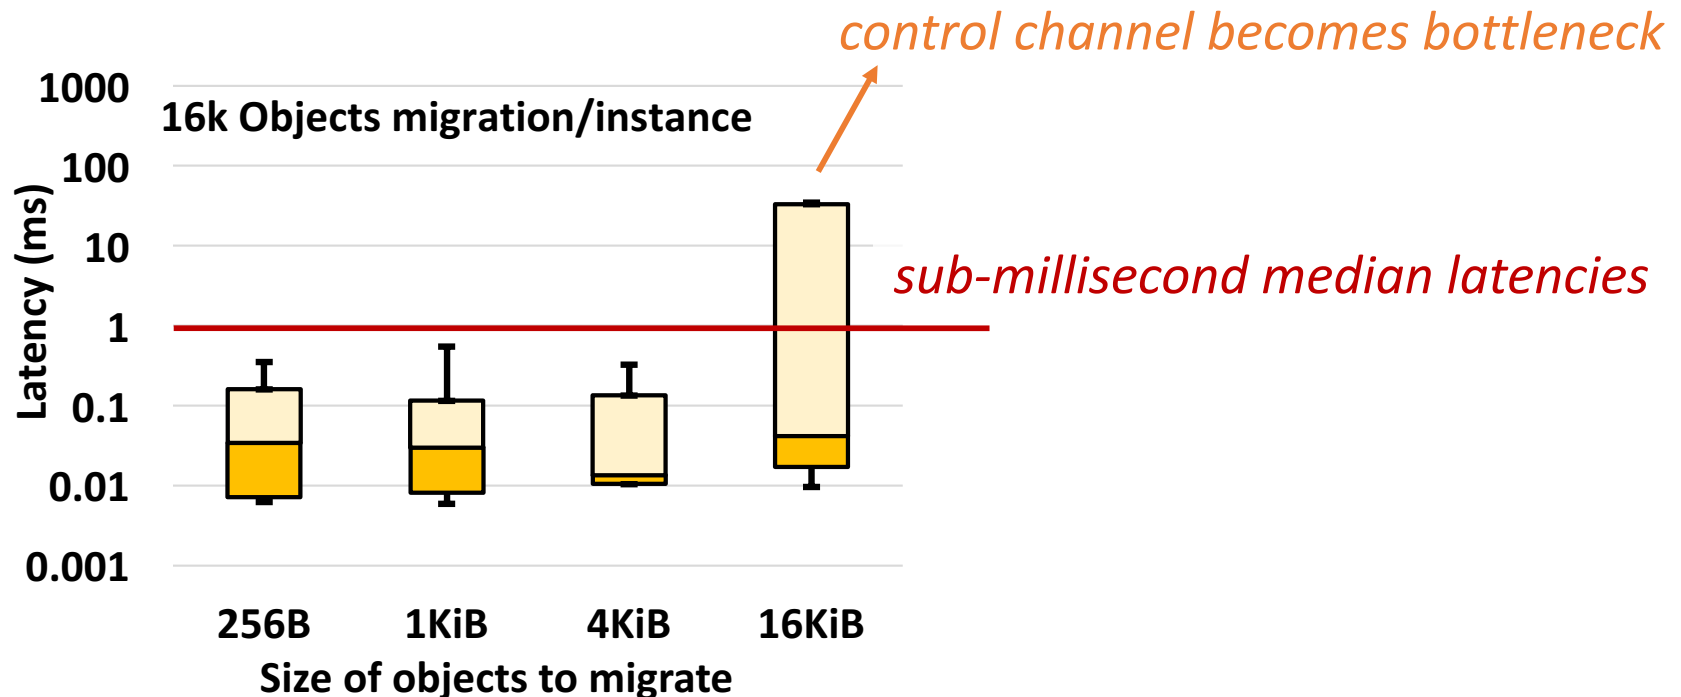 control channel becomes bottleneck
1000
16k Objects migration/instance
100
10
sub-millisecond median latencies
1
0.1
0.01
0.001
Latency (ms)
256B 1KiB 4KiB 16KiB
Size of objects to migrate